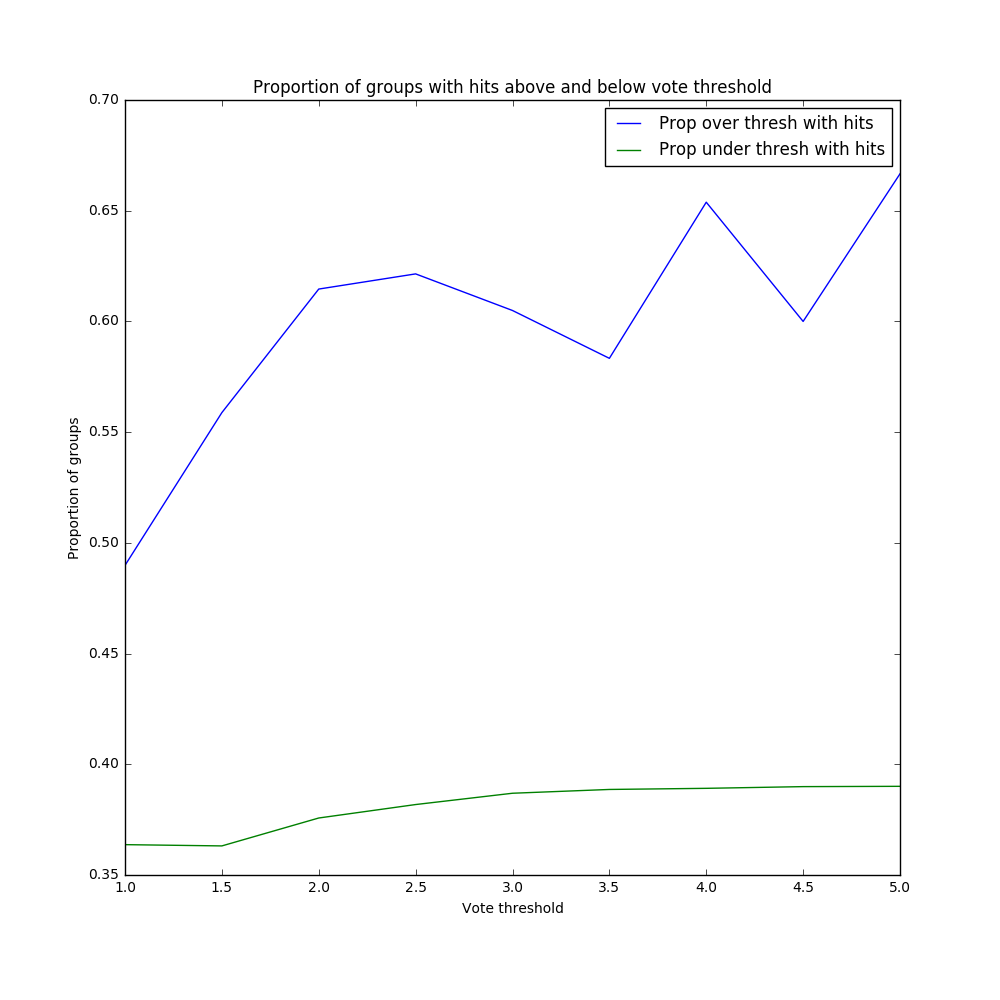 Proportion of groups with hits above and below vote threshold
0.70
Prop over thresh with hits
Prop under thresh with hits
0.65
0.60
0.55
Proportion of groups
0.50
0.45
0.40
0.35
1.0 1.5 2.0 2.5 3.0 3.5 4.0 4.5 5.0
Vote threshold